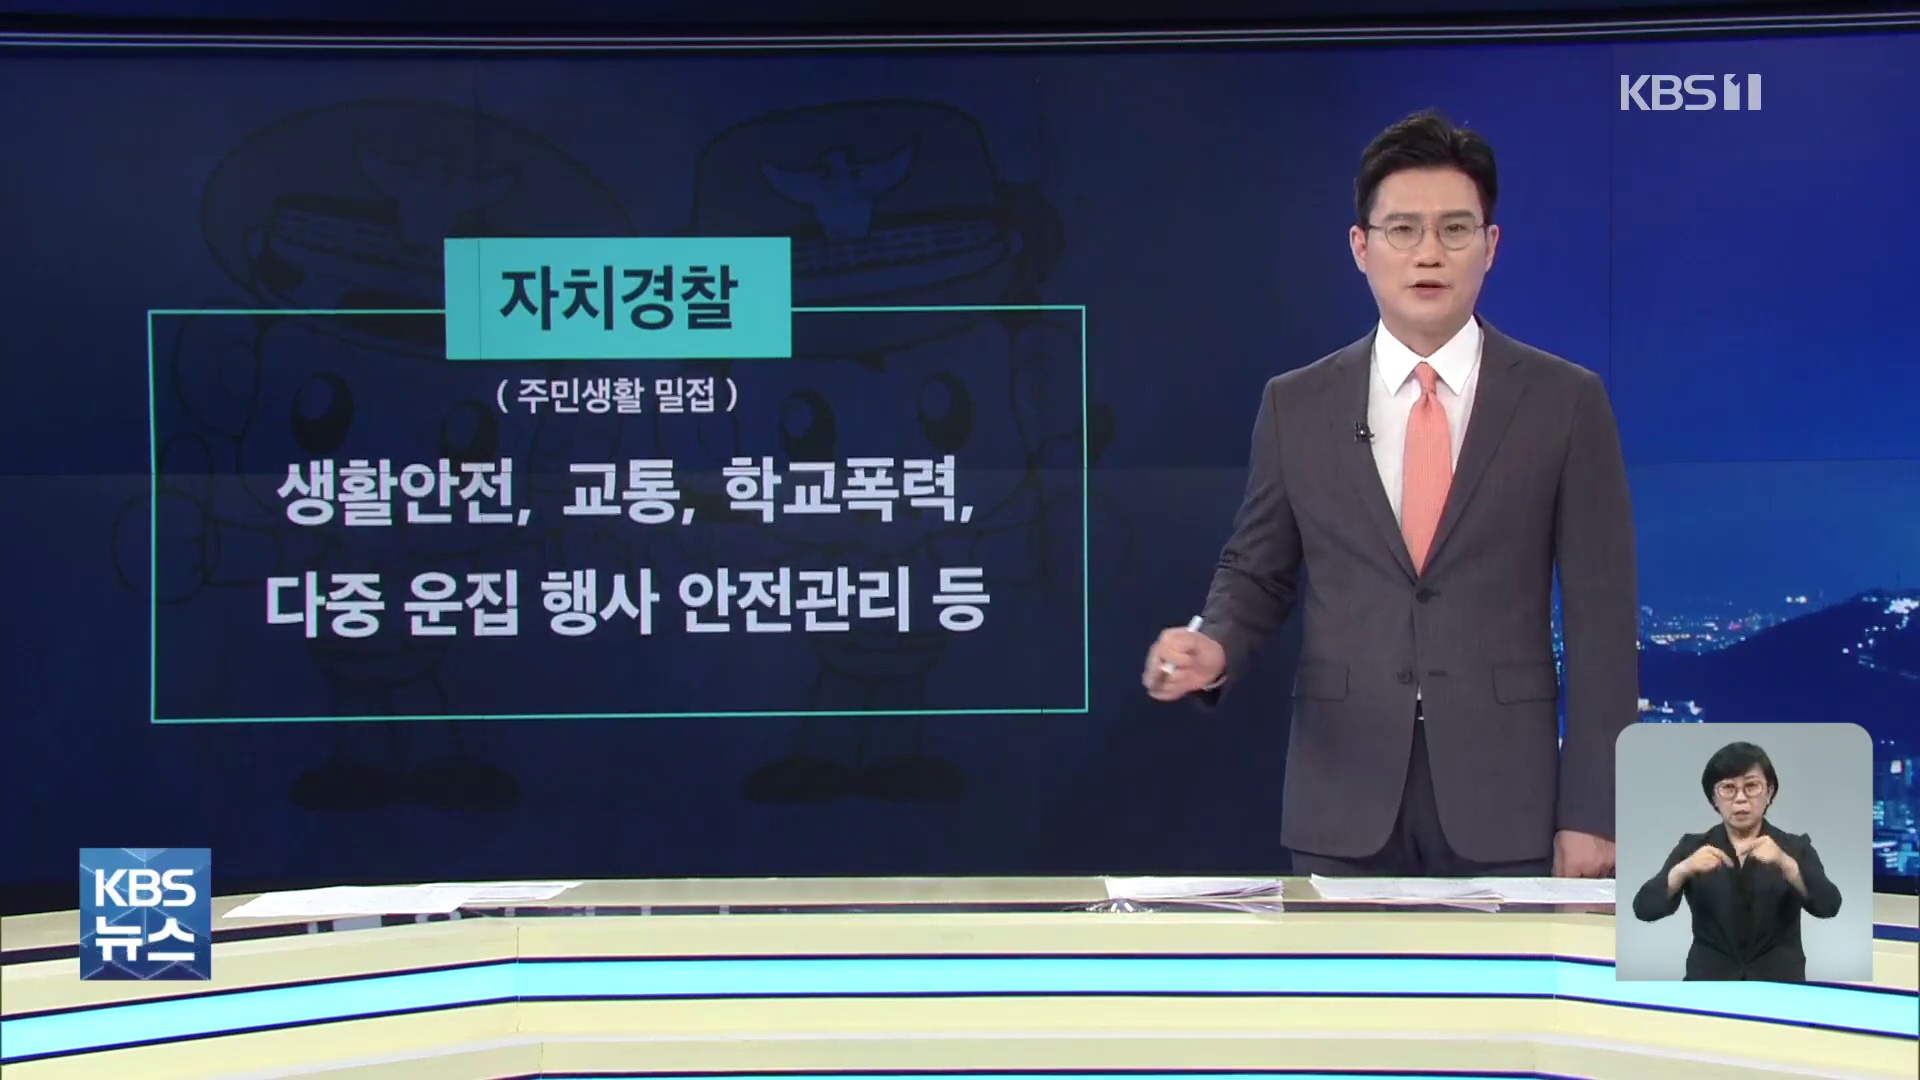 KBS 1
자치경찰
( 주민생활 밀접 )
생활안전, 교통, 학교폭력,
다중 운집 행사 안전관리 등
KBS
뉴스